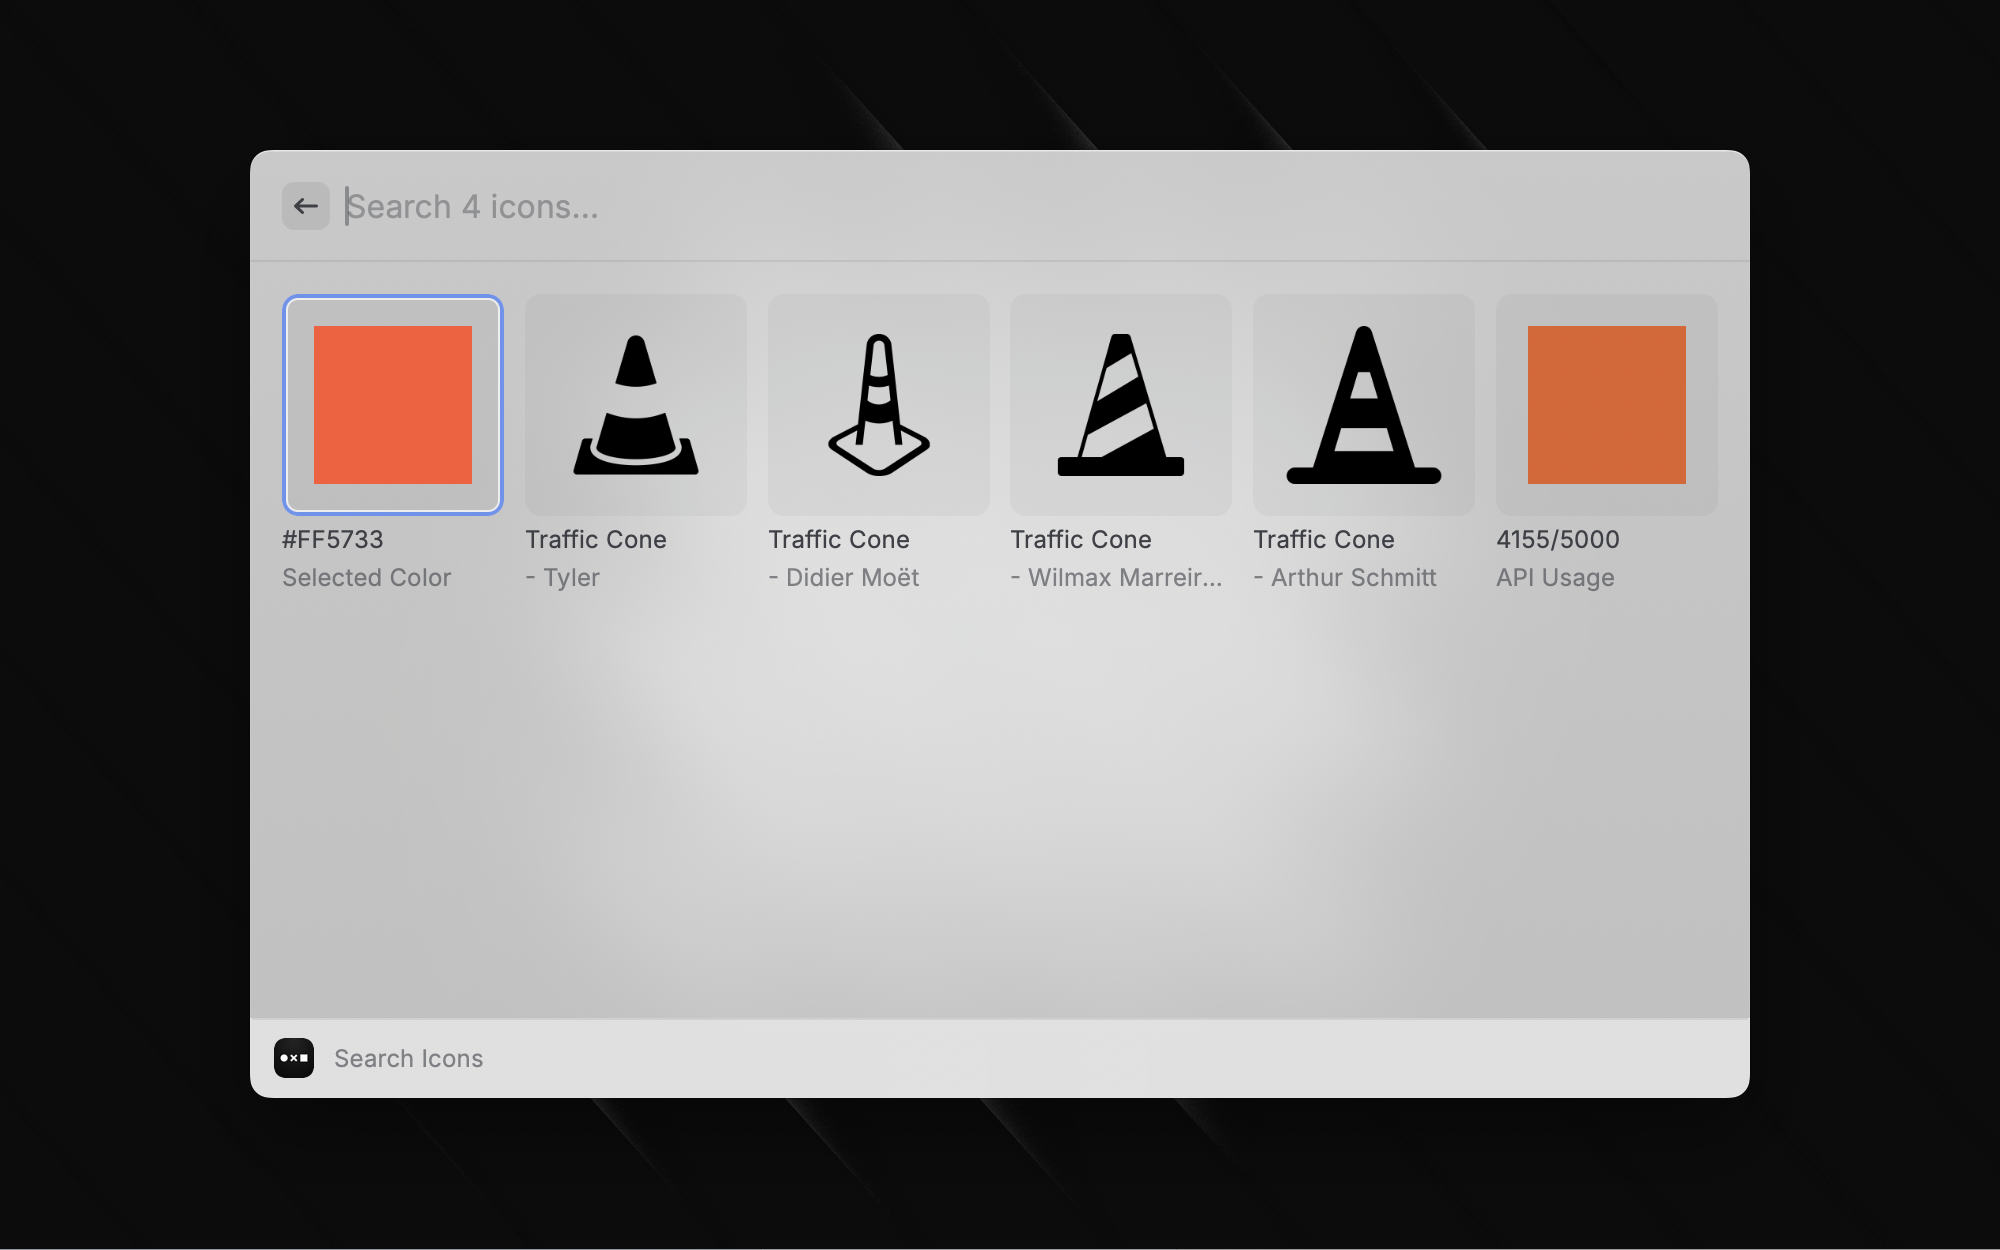 Search 4 icons...
#FF5733
Selected Color
Traffic Cone
- Tyler
Traffic Cone
- Didier Moët
Traffic Cone
- Wilmax Marreir...
Traffic Cone
- Arthur Schmitt
4155/5000
API Usage
Search Icons